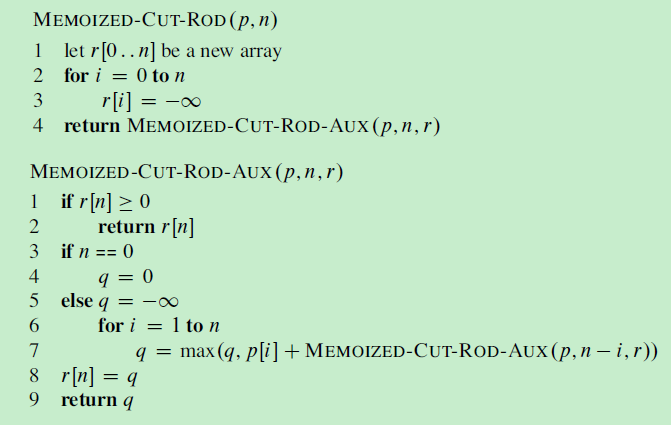 MEMOIZED-CUT-ROD(p, n)
1 let r[0..n] be a new array
2 for i = 0 to n
3 r[i] = −∞
4 return MEMOIZED-CUT-ROD-AUX(p, n, r)
MEMOIZED-CUT-ROD-AUX(p, n, r)
1 if r[n] ≥ 0
2 return r[n]
3 if n == 0
4 q = 0
5 else q = −∞
6 for i = 1 to n
7 q = max(q, p[i] + MEMOIZED-CUT-ROD-AUX(p, n − i, r))
8 r[n] = q
9 return q